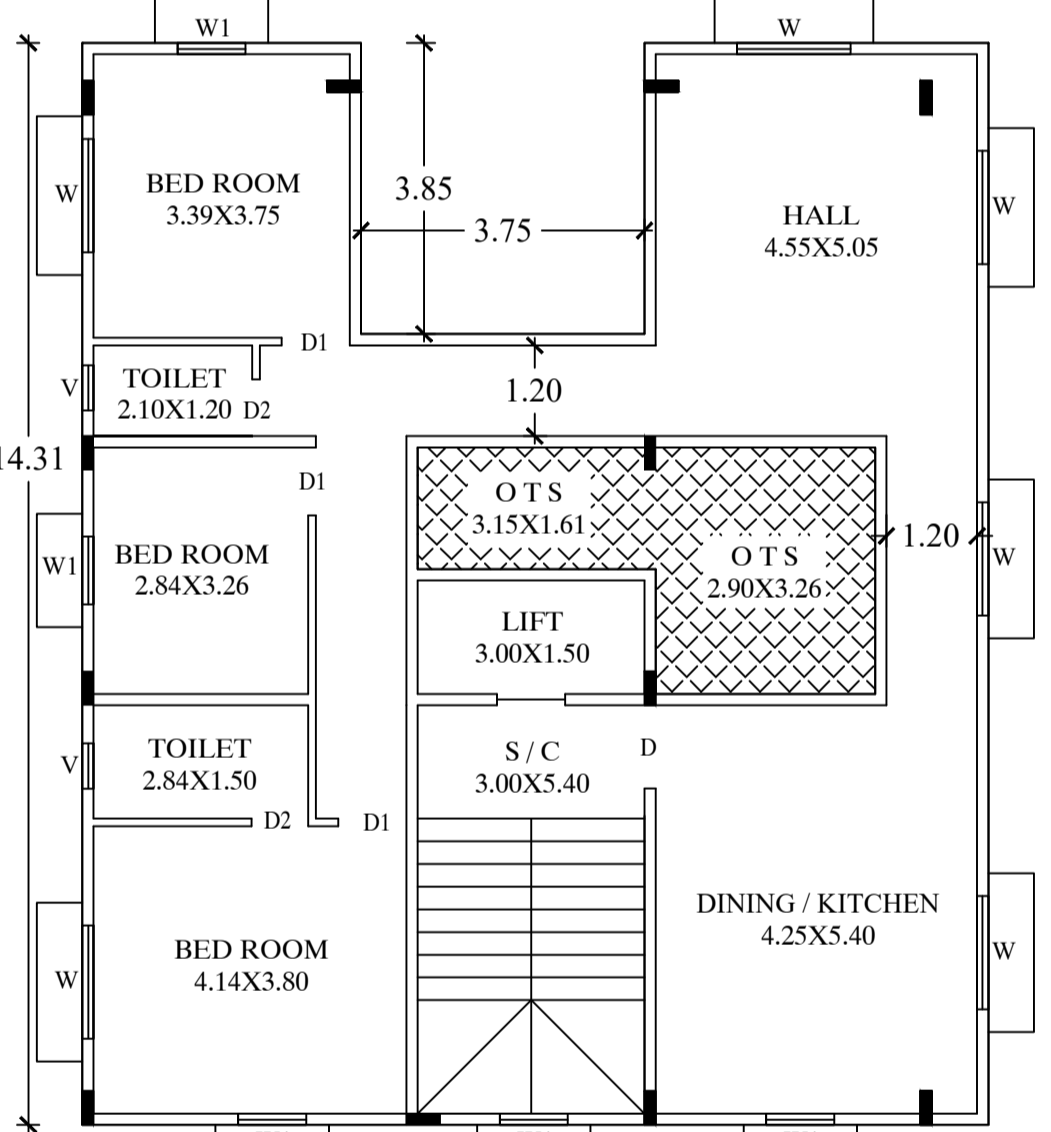 W1
W
BED ROOM
3.39X3.75
W
3.85
3.75
HALL
4.55X5.05
W
D1
TOILET
2.10X1.20
D2
V
1.20
14.31
D1
O T S
3.15X1.61
1.20
W
BED ROOM
2.84X3.26
W1
O T S
2.90X3.26
LIFT
3.00X1.50
TOILET
2.84X1.50
V
S / C
3.00X5.40
D
D2
D1
DINING / KITCHEN
4.25X5.40
BED ROOM
4.14X3.80
W
W